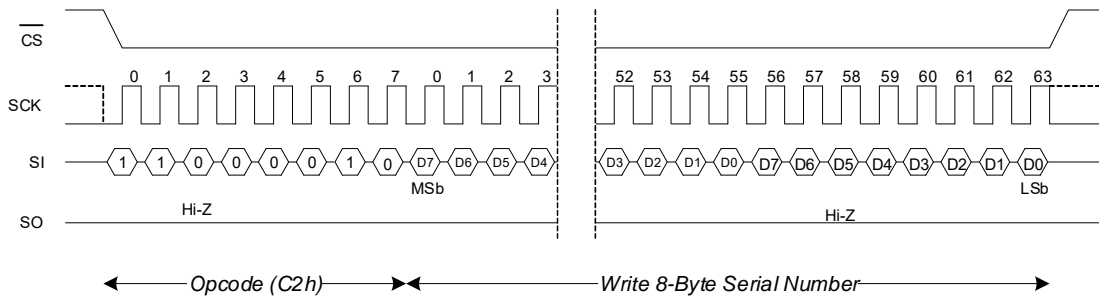 CS
0 1 2 3 4 5 6 7 0 1 2 3 52 53 54 55 56 57 58 59 60 61 62 63
SCK
SI 1 1 0 0 0 0 1 0 D7 D6 D5 D4 D3 D2 D1 D0 D7 D6 D5 D4 D3 D2 D1 D0
MSb LSb
SO Hi-Z Hi-Z
Opcode (C2h) Write 8-Byte Serial Number